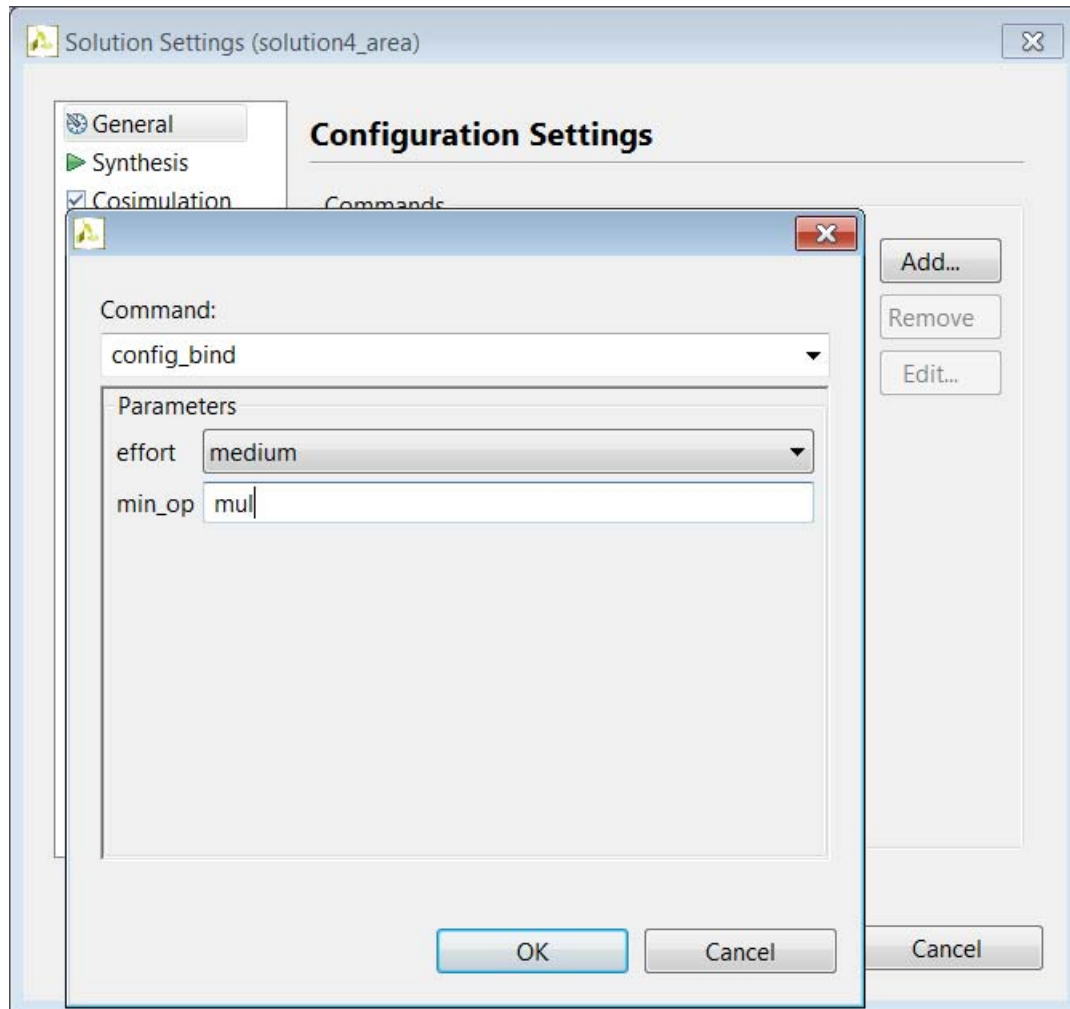 Solution Settings (solution4_area)
General
Synthesis
Cosimulation
Configuration Settings
Commands
Add...
Remove
Edit...
Command:
config_bind
Parameters
effort medium
min_op mul
OK Cancel
Cancel